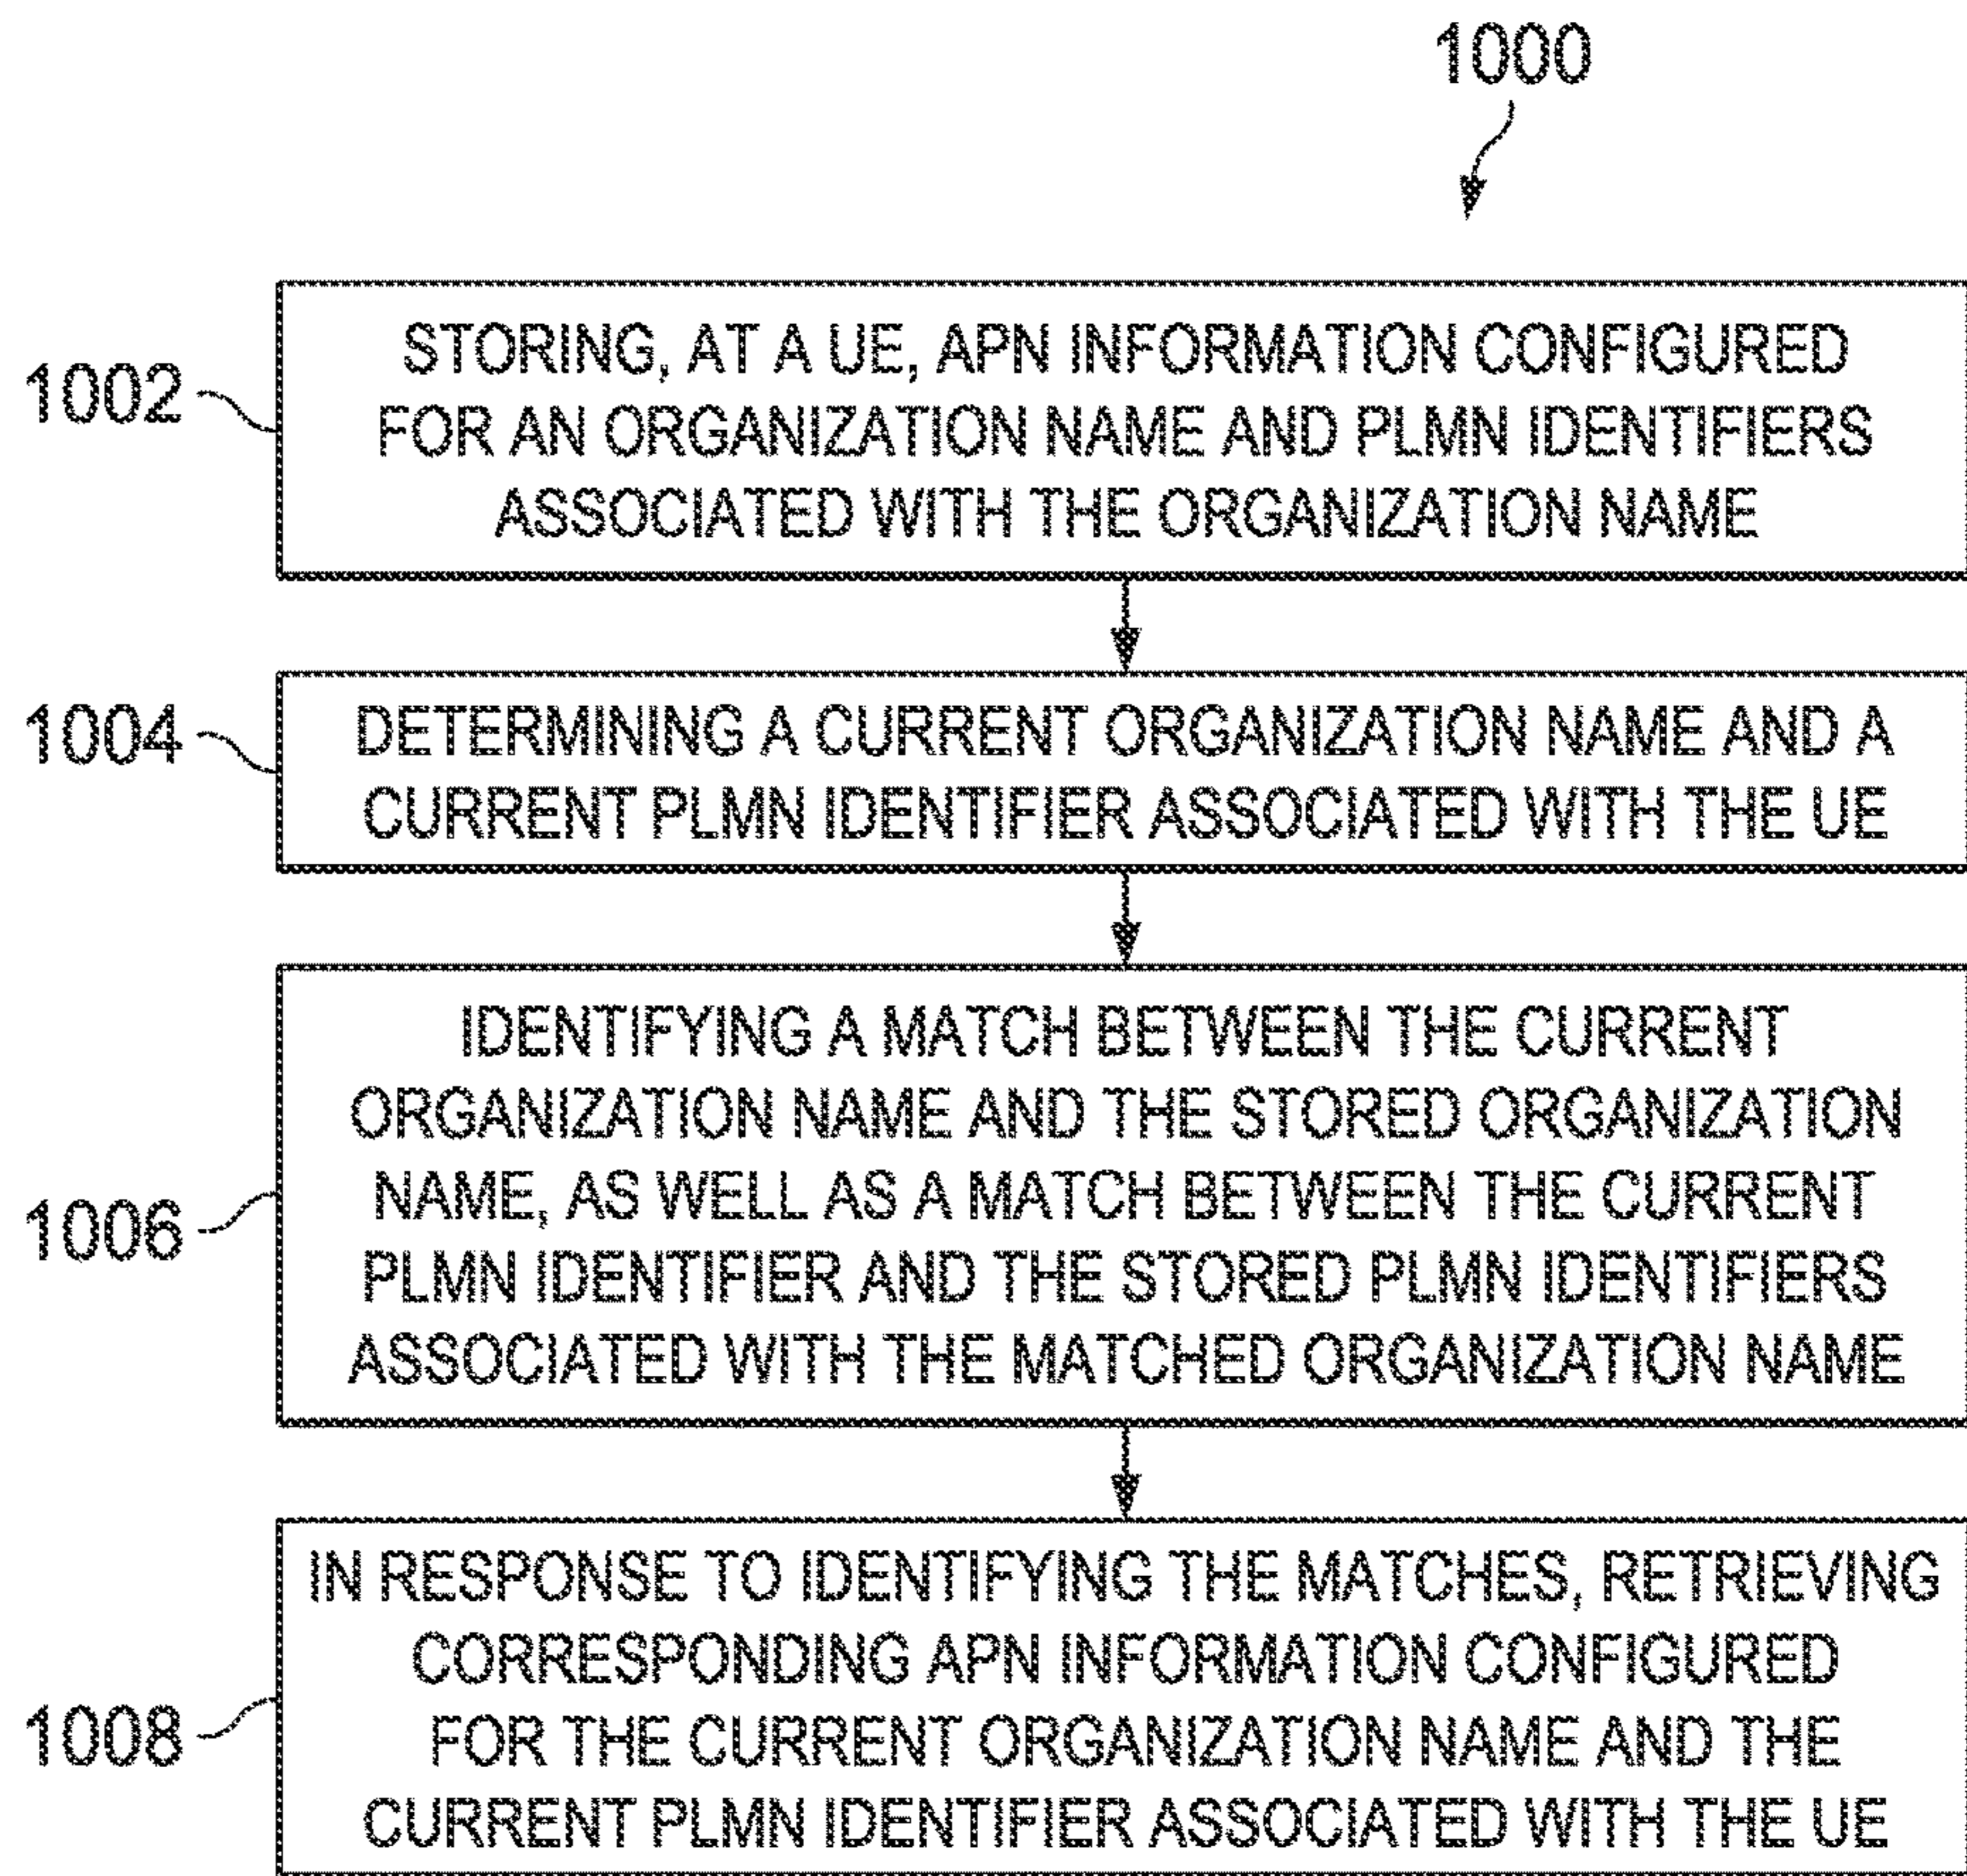 1000
1002
STORING, AT A UE, APN INFORMATION CONFIGURED
FOR AN ORGANIZATION NAME AND PLMN IDENTIFIERS
ASSOCIATED WITH THE ORGANIZATION NAME
1004
DETERMINING A CURRENT ORGANIZATION NAME AND A
CURRENT PLMN IDENTIFIER ASSOCIATED WITH THE UE
1006
IDENTIFYING A MATCH BETWEEN THE CURRENT
ORGANIZATION NAME AND THE STORED ORGANIZATION
NAME, AS WELL AS A MATCH BETWEEN THE CURRENT
PLMN IDENTIFIER AND THE STORED PLMN IDENTIFIERS
ASSOCIATED WITH THE MATCHED ORGANIZATION NAME
1008
IN RESPONSE TO IDENTIFYING THE MATCHES, RETRIEVING
CORRESPONDING APN INFORMATION CONFIGURED
FOR THE CURRENT ORGANIZATION NAME AND THE
CURRENT PLMN IDENTIFIER ASSOCIATED WITH THE UE